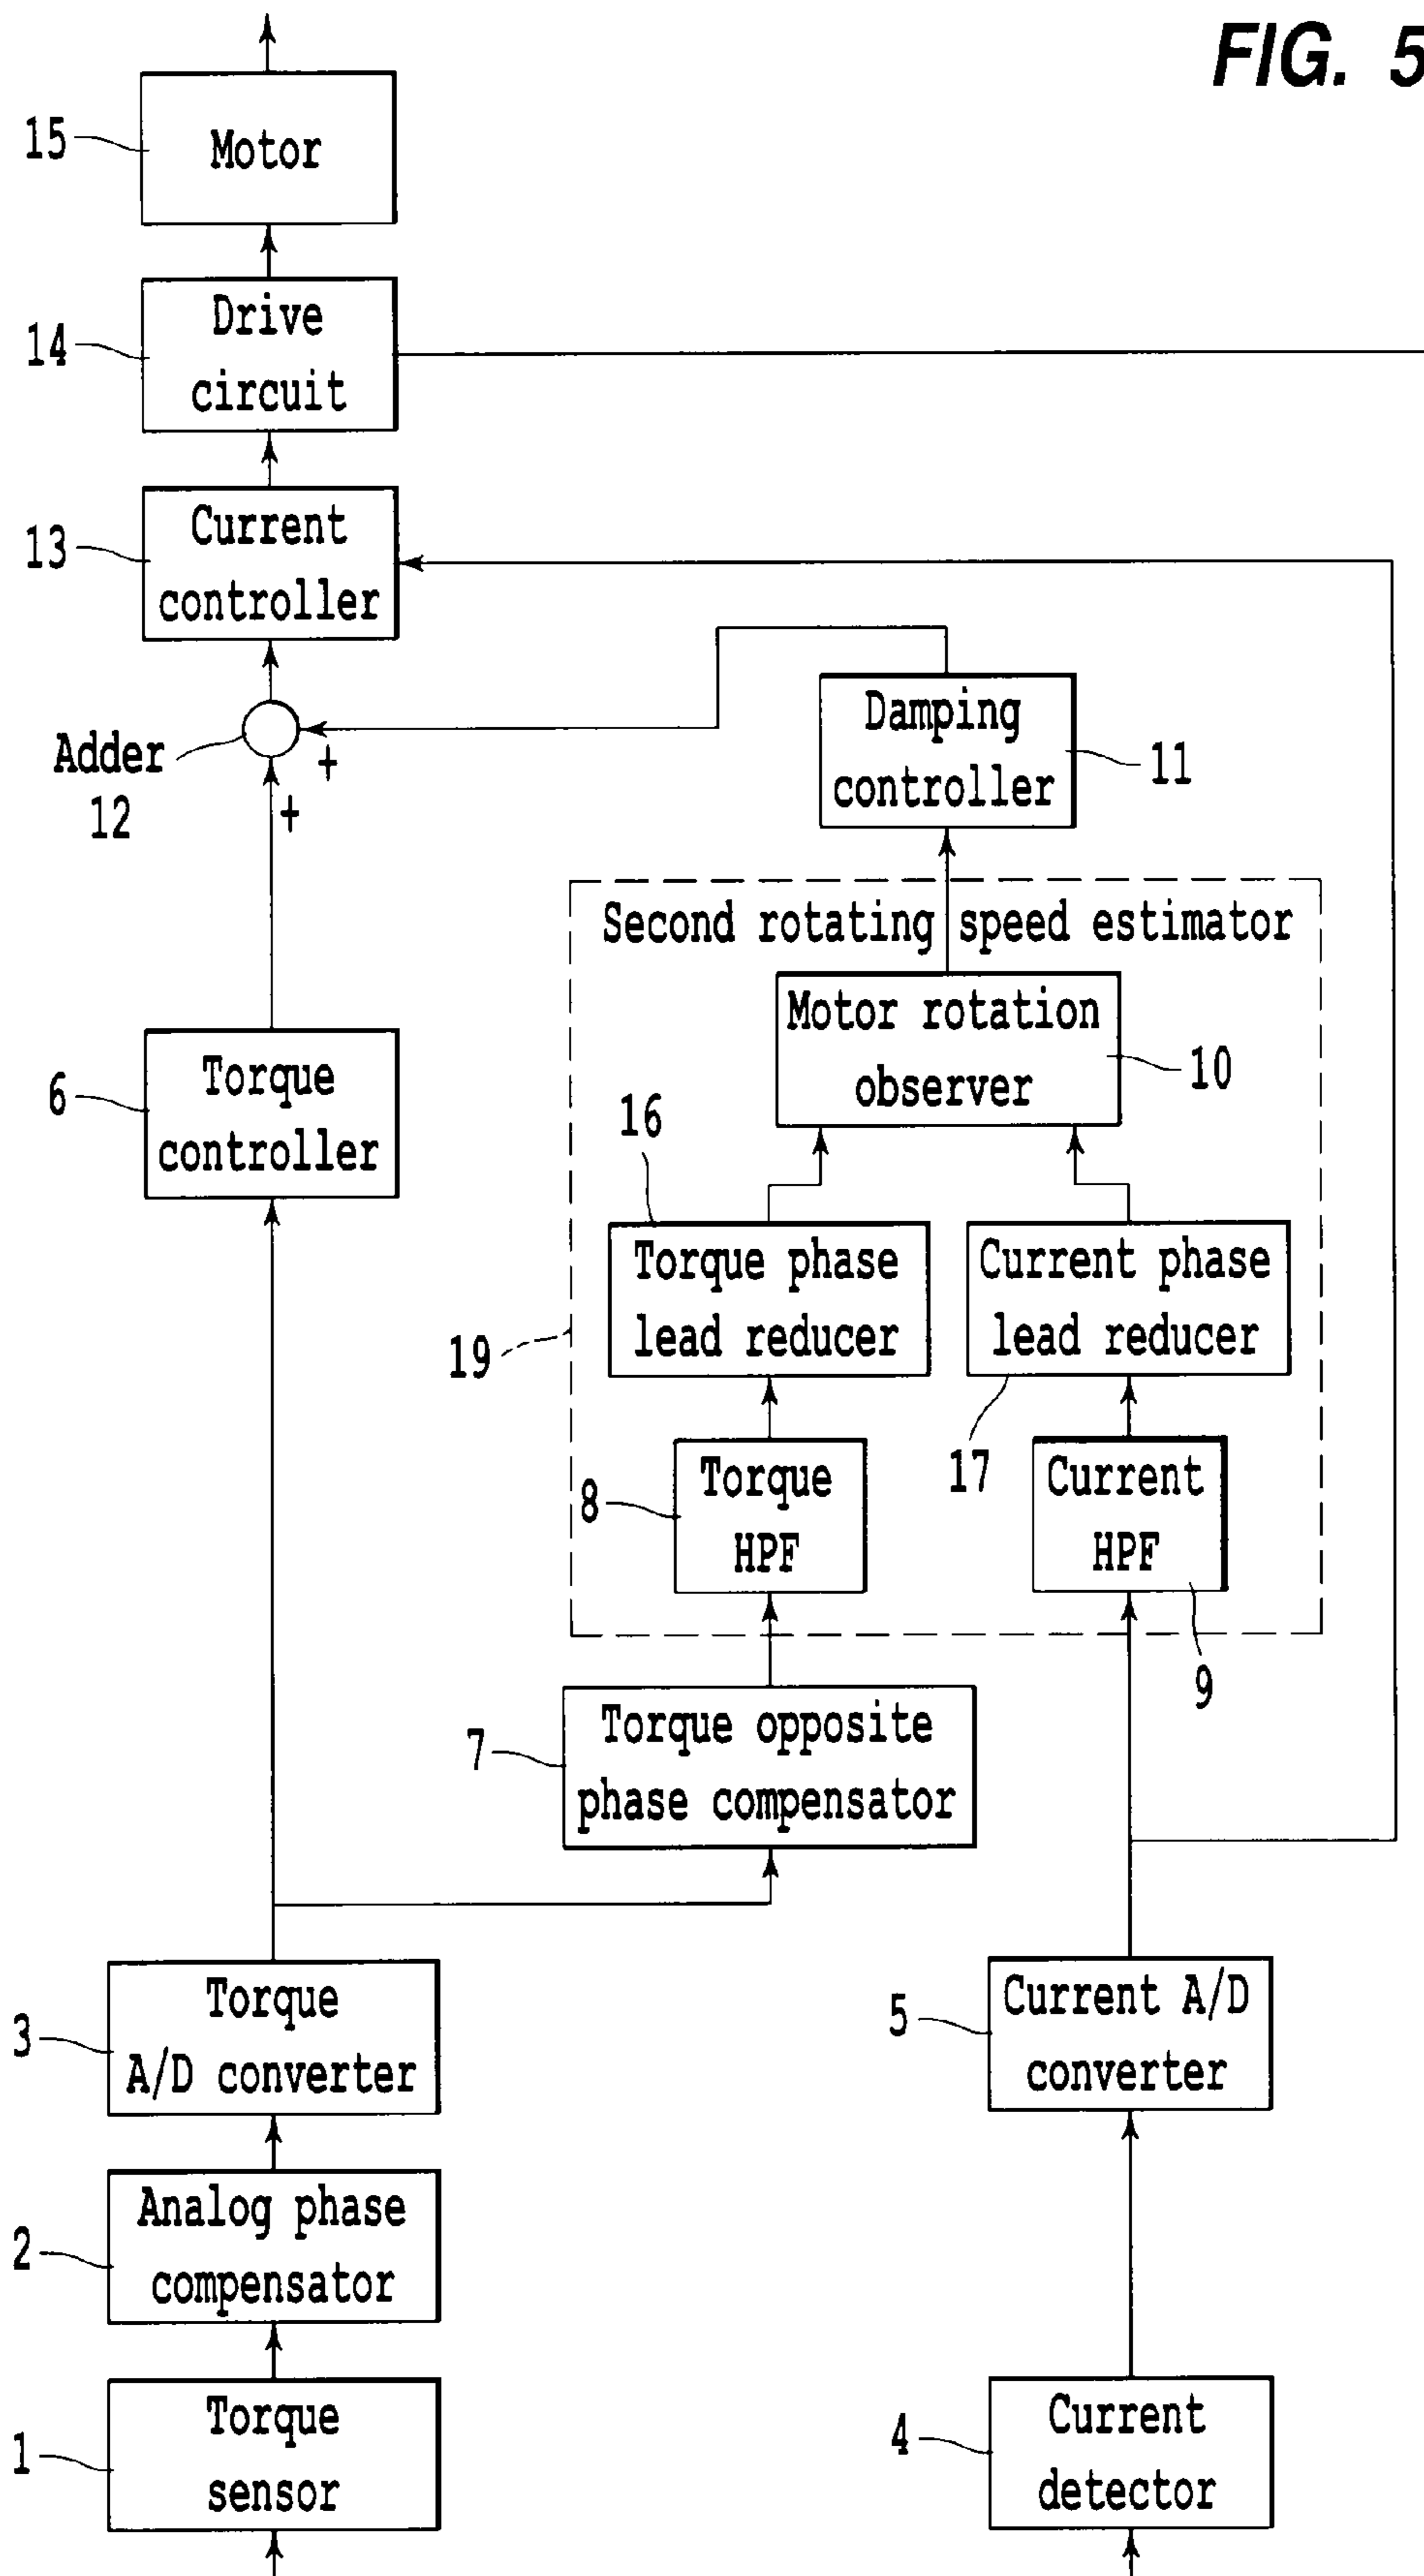 FIG. 5
15
Motor
14
Drive
circuit
13
Current
controller
Adder
12
+
+
Damping
controller
11
Second rotating speed estimator
Motor rotation
observer
10
6
Torque
controller
16
Torque phase
lead reducer
Current phase
lead reducer
19
17
8
Torque
HPF
Current
HPF
9
7
Torque opposite
phase compensator
3
Torque
A/D converter
5
Current A/D
converter
2
Analog phase
compensator
1
Torque
sensor
4
Current
detector